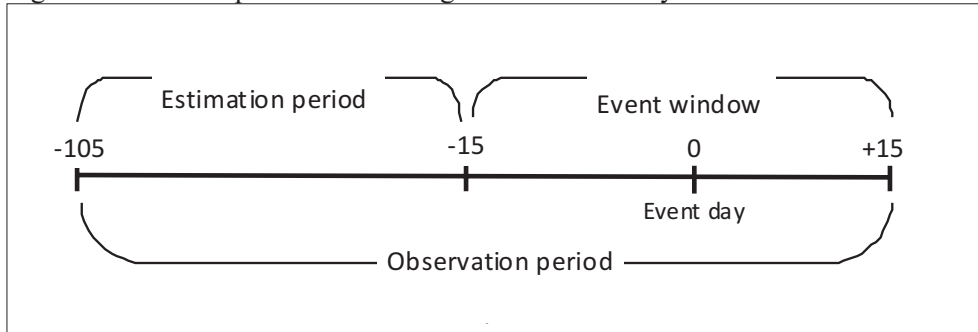 Estimation period
Event window
-105
-15
0
+15
Event day
Observation period